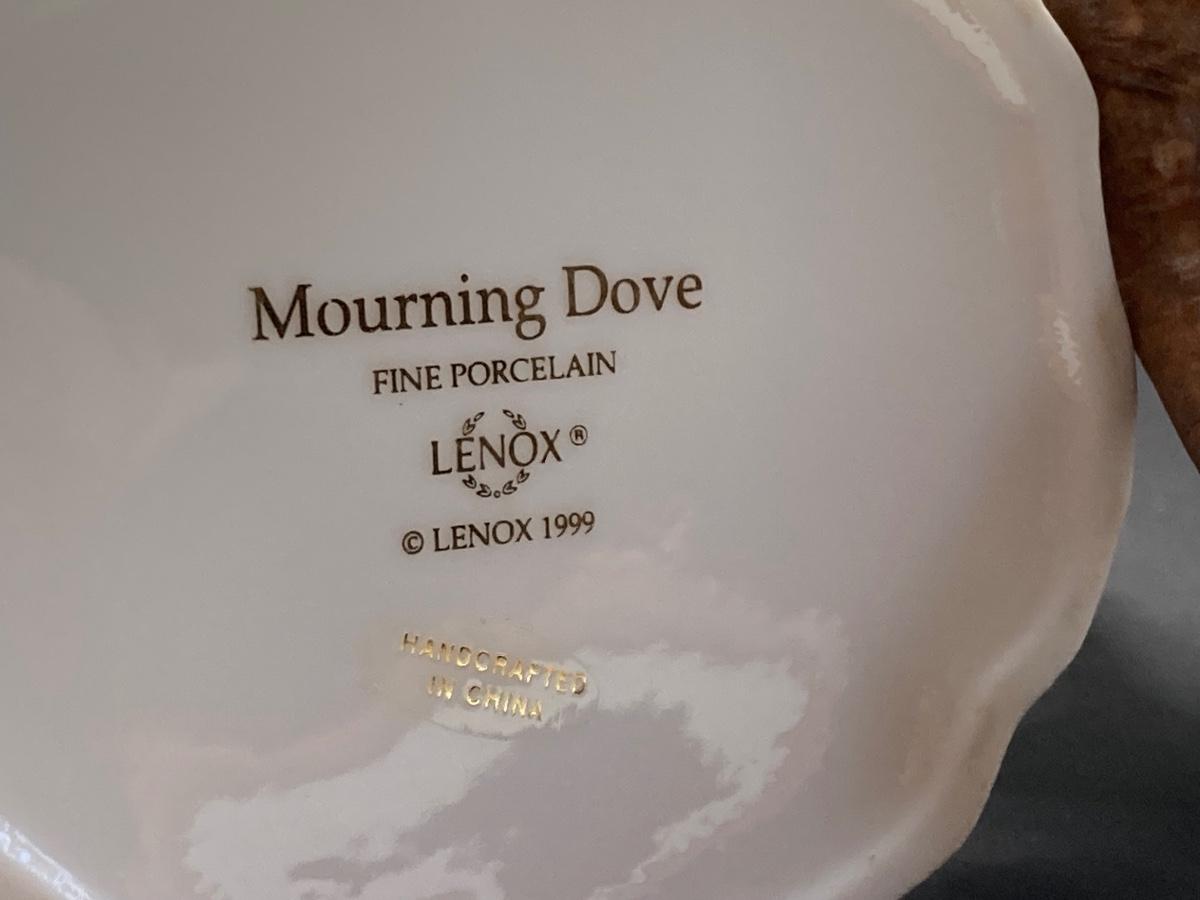 Mourning Dove
FINE PORCELAIN
LENOX®
© LENOX 1999
HANDCRAFTED
IN CHINA